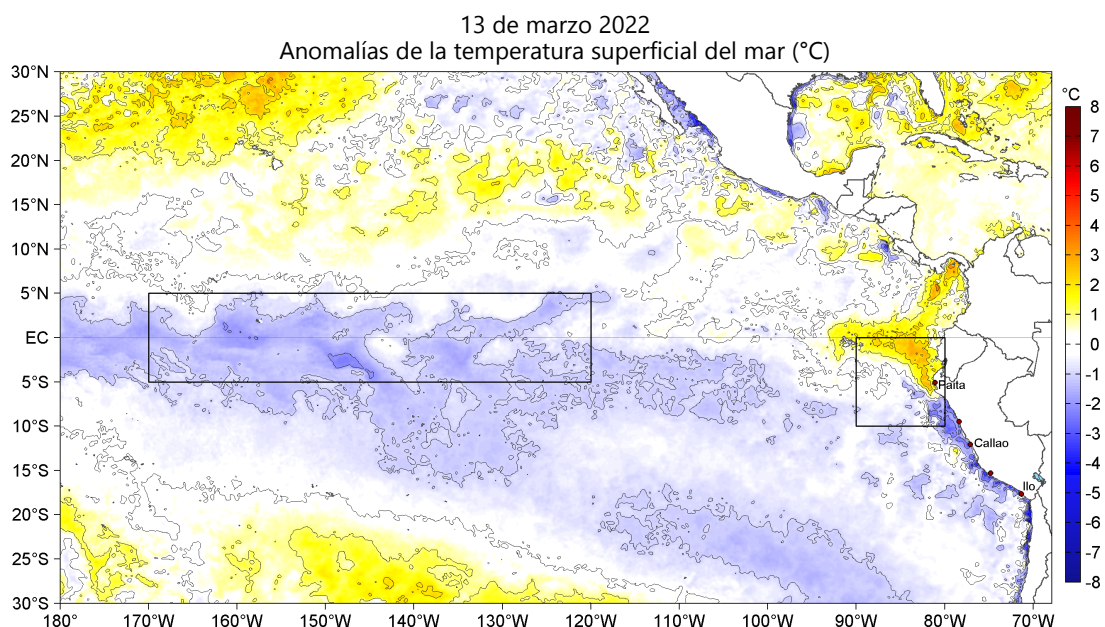 13 de marzo 2022
Anomalías de la temperatura superficial del mar (°C)
30°N
25°N
20°N
15°N
10°N
5°N
EC
5°S
10°S
15°S
20°S
25°S
30°S
180
170°W
160°W
150°W
140°W
130°W
120°W
110°W
100°W
90°W
80°W
70°W
Paita
Callao
Ilo
°C
8
7
6
5
4
3
2
1
0
-1
-2
-3
-4
-5
-6
-7
-8